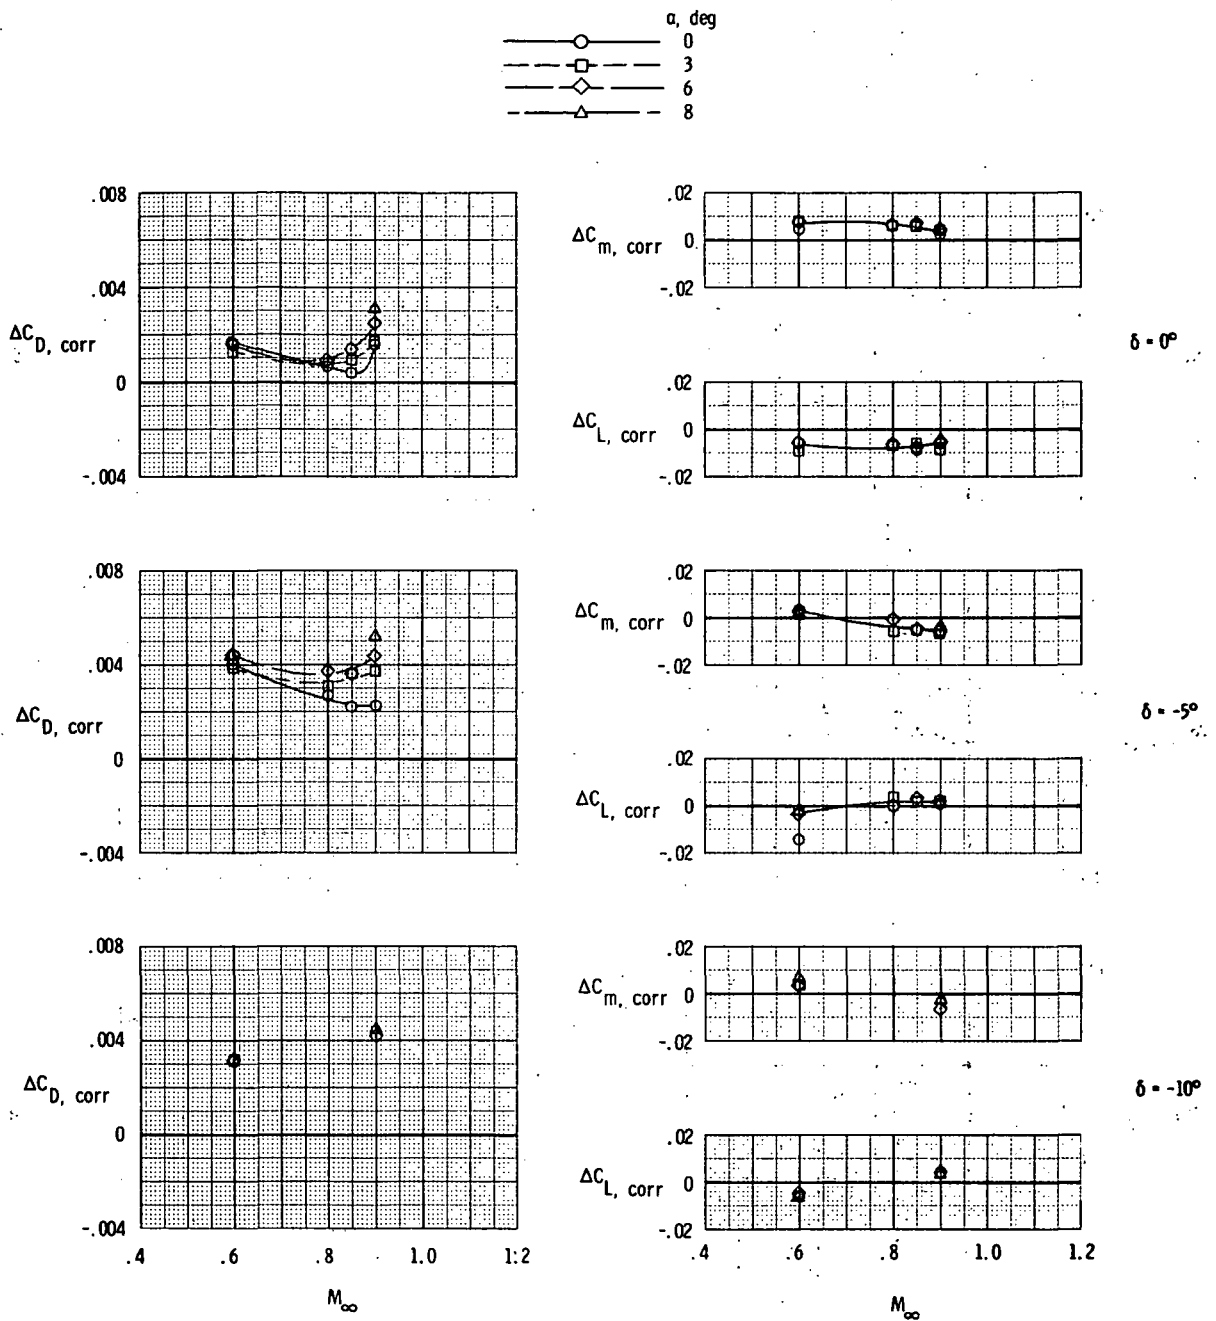 α, deg
0
3
6
8
.008
.004
ΔC_D, corr
0
-.004
.02
ΔC_m, corr
0
-.02
δ = 0°
.02
ΔC_L, corr
0
-.02
.008
.004
ΔC_D, corr
0
-.004
.02
ΔC_m, corr
0
-.02
δ = -5°
.02
ΔC_L, corr
0
-.02
.008
.004
ΔC_D, corr
0
-.004
.4 .6 .8 1.0 1.2
M∞
.02
ΔC_m, corr
0
-.02
δ = -10°
.02
ΔC_L, corr
0
-.02
.4 .6 .8 1.0 1.2
M∞